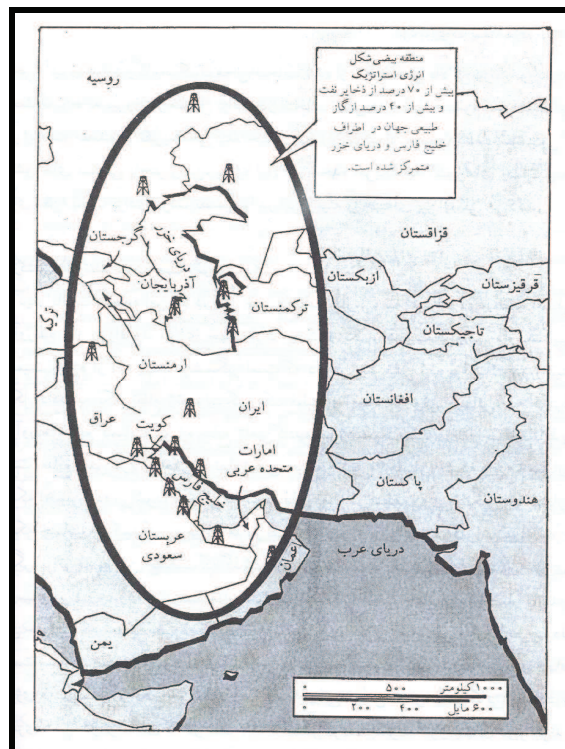 منطقه بیضی شکل
انرژی استراتژیک
بیش از ۷۰ درصد از ذخایر نفت
و بیش از ۴۰ درصد از گاز
طبیعی جهان در اطراف
خلیج فارس و دریای خزر
متمرکز شده است.
روسیه
قزاقستان
گرجستان
دریای خزر
ازبکستان
قرقیزستان
آذربایجان
ترکیه
ترکمنستان
تاجیکستان
ارمنستان
افغانستان
ایران
عراق
کویت
امارات
متحده عربی
پاکستان
هندوستان
خلیج فارس
عربستان
سعودی
عمان
دریای عرب
یمن
۰ ۵۰۰ ۱۰۰۰ کیلومتر
۰ ۲۰۰ ۴۰۰ ۶۰۰ مایل